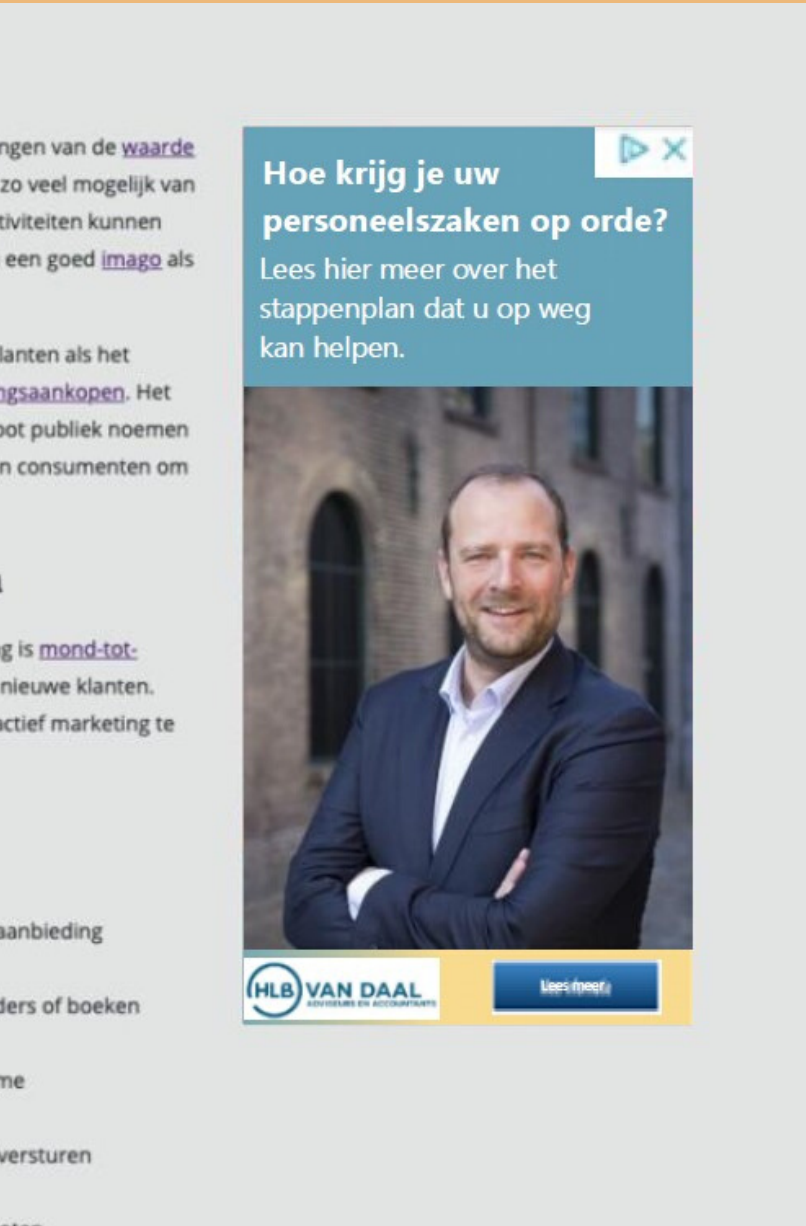 ngen van de waarde
zo veel mogelijk van
tiviteiten kunnen
een goed imago als
lanten als het
ngsaankopen. Het
oot publiek noemen
n consumenten om
g is mond-tot-
nieuwe klanten.
actief marketing te
aanbieding
ders of boeken
me
versturen
Hoe krijg je uw
personeelszaken op orde?
Lees hier meer over het
stappenplan dat u op weg
kan helpen.
HLB VAN DAAL
ADVISEURS EN ACCOUNTANTS
Lees meer